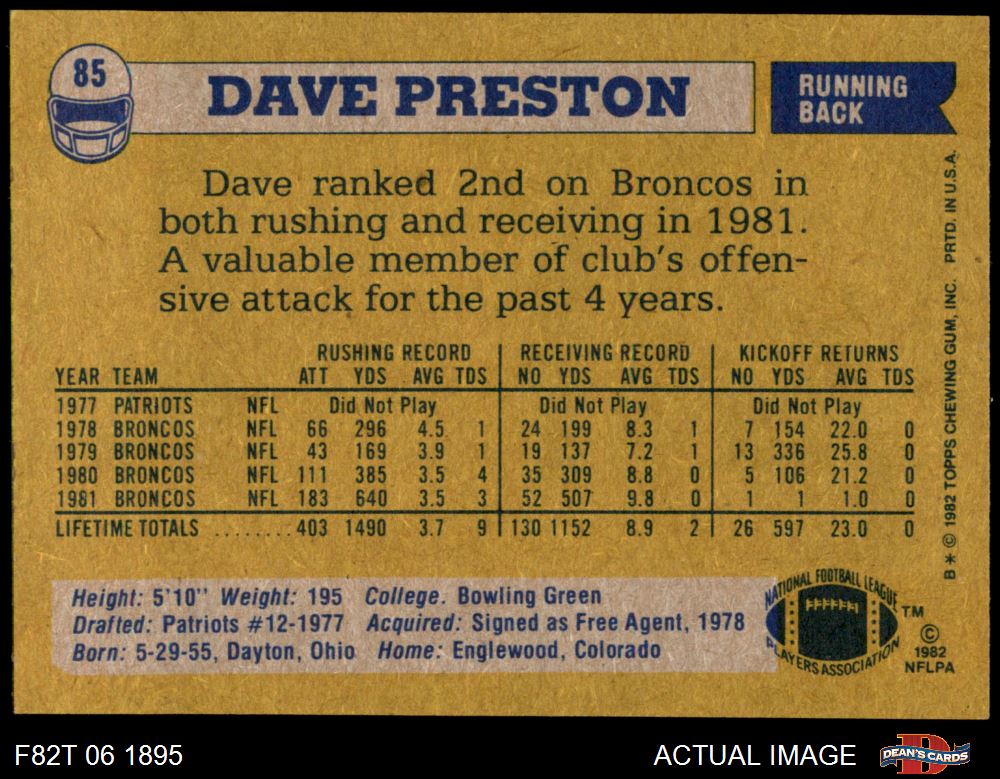 85
DAVE PRESTON
RUNNING
BACK
Dave ranked 2nd on Broncos in
both rushing and receiving in 1981.
A valuable member of club's offen-
sive attack for the past 4 years.
RUSHING RECORD RECEIVING RECORD KICKOFF RETURNS
YEAR TEAM ATT YDS AVG TDS NO YDS AVG TDS NO YDS AVG TDS
1977 PATRIOTS NFL Did Not Play Did Not Play Did Not Play
1978 BRONCOS NFL 66 296 4.5 1 24 199 8.3 1 7 154 22.0 0
1979 BRONCOS NFL 43 169 3.9 1 19 137 7.2 1 13 336 25.8 0
1980 BRONCOS NFL 111 385 3.5 4 35 309 8.8 0 5 106 21.2 0
1981 BRONCOS NFL 183 640 3.5 3 52 507 9.8 0 1 1 1.0 0
LIFETIME TOTALS ........ 403 1490 3.7 9 130 1152 8.9 2 26 597 23.0 0
Height: 5'10" Weight: 195 College. Bowling Green
Drafted: Patriots #12-1977 Acquired: Signed as Free Agent, 1978
Born: 5-29-55, Dayton, Ohio Home: Englewood, Colorado
NATIONAL FOOTBALL LEAGUE
PLAYERS ASSOCIATION
TM
©
1982
NFLPA
B * © 1982 TOPPS CHEWING GUM, INC. PRTD. IN U.S.A.
F82T 06 1895
ACTUAL IMAGE
DEAN'S CARDS